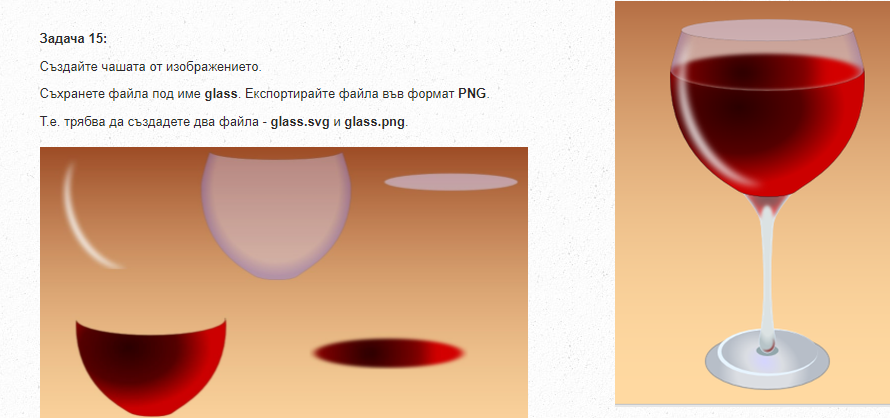 Задача 15:
Създайте чашата от изображението.
Съхранете файла под име glass. Експортирайте файла във формат PNG.
Т.е. трябва да създадете два файла - glass.svg и glass.png.